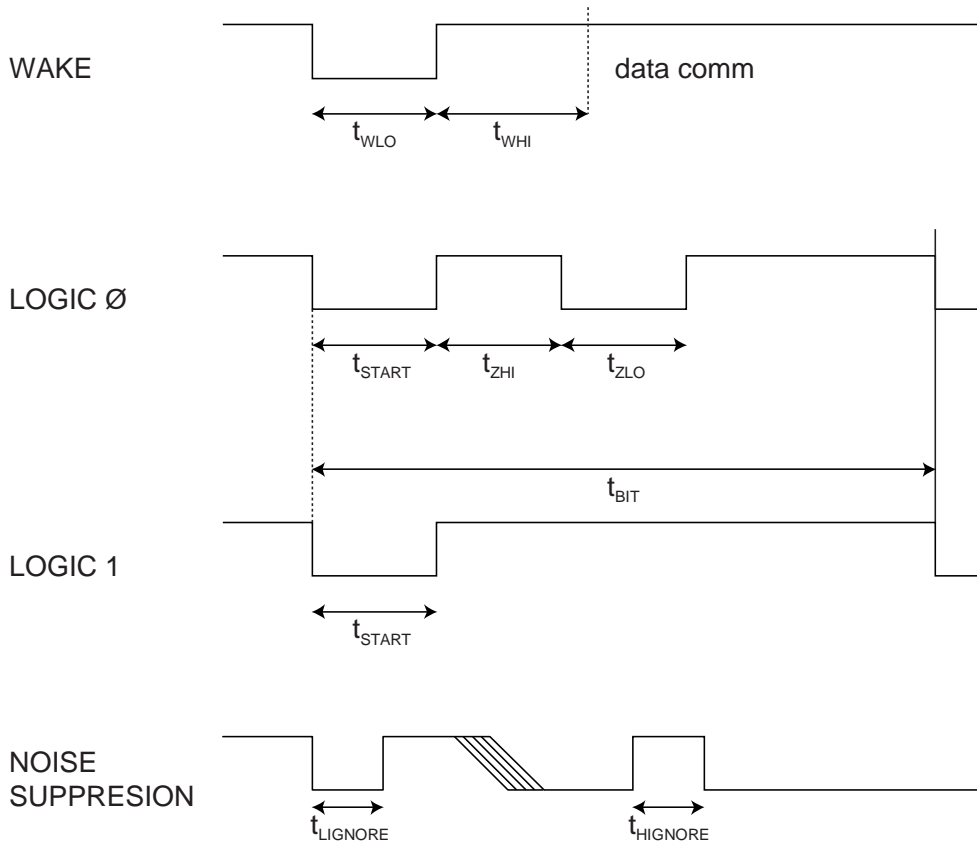 WAKE
data comm
tWLO
tWHI
LOGIC Ø
tSTART
tZHI
tZLO
tBIT
LOGIC 1
tSTART
NOISE
SUPPRESION
tLIGNORE
tHIGNORE